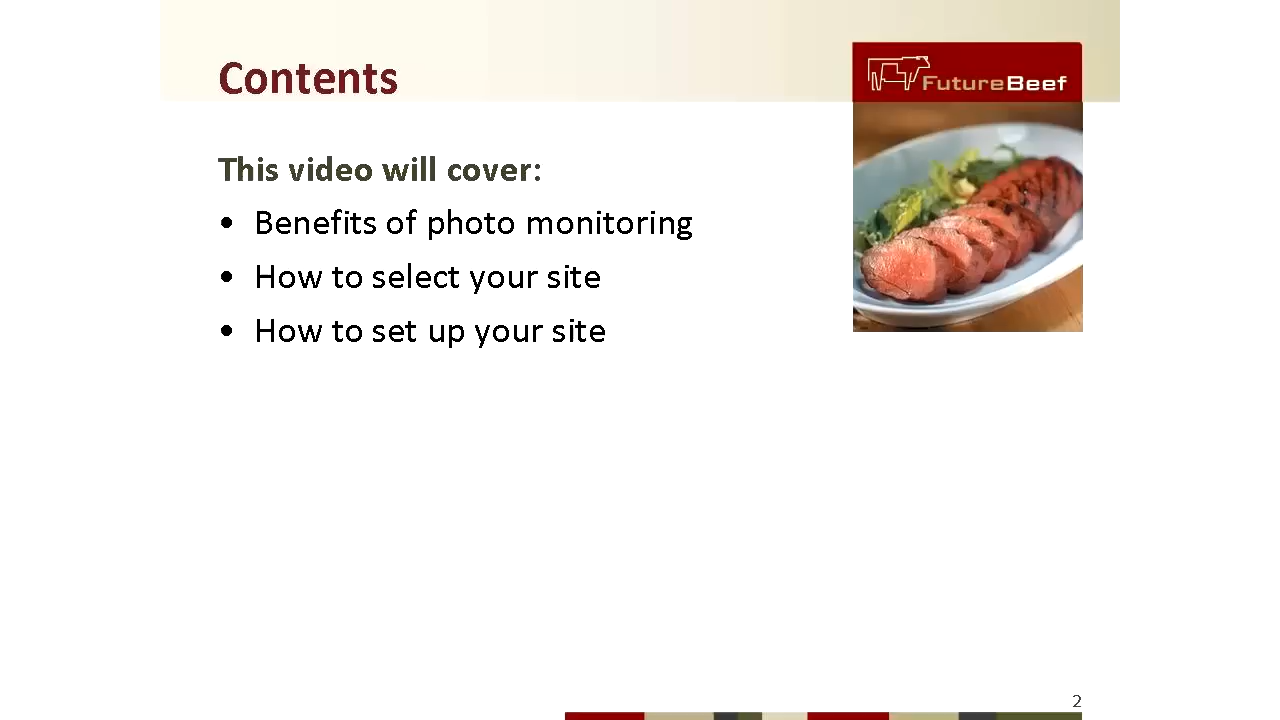 Contents
FutureBeef
This video will cover:
• Benefits of photo monitoring
• How to select your site
• How to set up your site
2